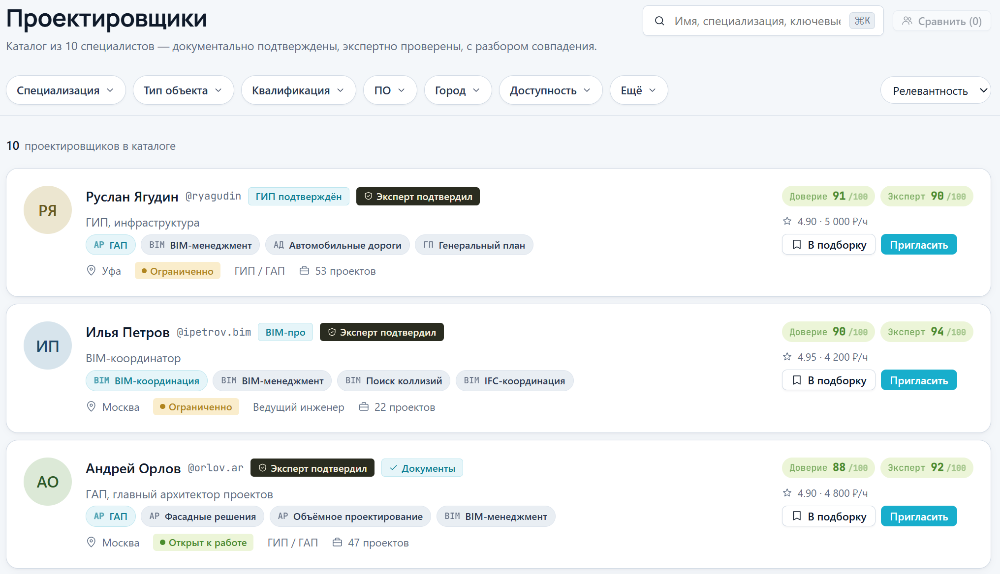 Проектировщики
Имя, специализация, ключевые ⌘K
Сравнить (0)
Каталог из 10 специалистов — документально подтверждены, экспертно проверены, с разбором совпадения.
Специализация Тип объекта Квалификация ПО Город Доступность Ещё Релевантность
10 проектировщиков в каталоге
РЯ
Руслан Ягудин @ryagudin ГИП подтверждён Эксперт подтвердил
ГИП, инфраструктура
АР ГАП BIM BIM-менеджмент АД Автомобильные дороги ГП Генеральный план
Уфа Ограниченно ГИП / ГАП 53 проектов
Доверие 91 /100 Эксперт 90 /100
4.90 · 5 000 ₽/ч
В подборку Пригласить
ИП
Илья Петров @ipetrov.bim BIM-про Эксперт подтвердил
BIM-координатор
BIM BIM-координация BIM BIM-менеджмент BIM Поиск коллизий BIM IFC-координация
Москва Ограниченно Ведущий инженер 22 проектов
Доверие 90 /100 Эксперт 94 /100
4.95 · 4 200 ₽/ч
В подборку Пригласить
АО
Андрей Орлов @orlov.ar Эксперт подтвердил Документы
ГАП, главный архитектор проектов
АР ГАП АР Фасадные решения АР Объёмное проектирование BIM BIM-менеджмент
Москва Открыт к работе ГИП / ГАП 47 проектов
Доверие 88 /100 Эксперт 92 /100
4.90 · 4 800 ₽/ч
В подборку Пригласить